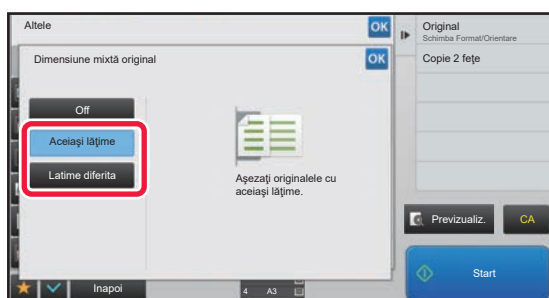 Altele
OK
Dimensiune mixtă original
OK
Off
Aceiaşi lăţime
Latime diferita
Aşezaţi originalele cu
aceiaşi lăţime.
Inapoi
4 A3
Original
Schimba Format/Orientare
Copie 2 feţe
Previzualiz.
CA
Start